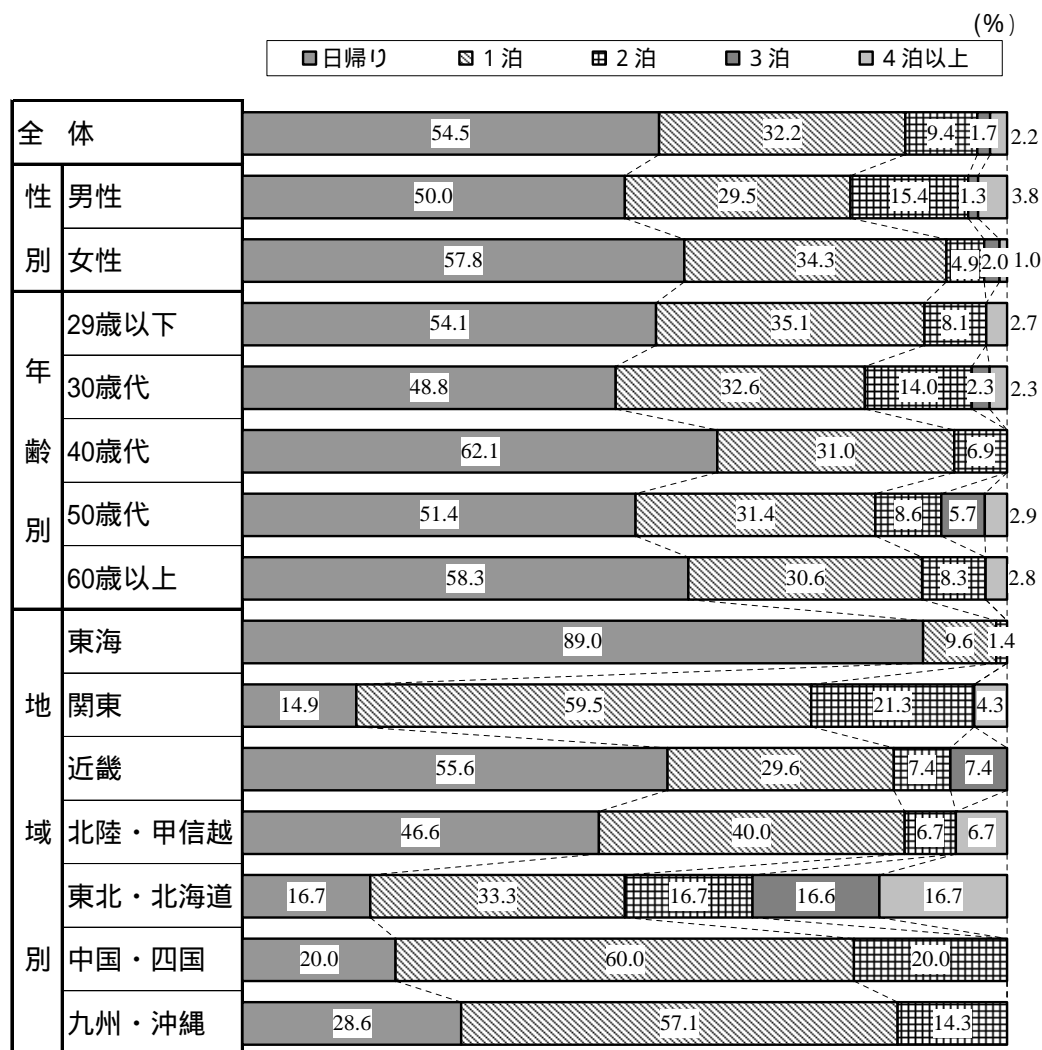 (%)
日帰り 1泊 2泊 3泊 4泊以上
全 体 54.5 32.2 9.4 1.7 2.2
性別
男性 50.0 29.5 15.4 1.3 3.8
女性 57.8 34.3 4.9 2.0 1.0
年齢別
29歳以下 54.1 35.1 8.1 2.7
30歳代 48.8 32.6 14.0 2.3 2.3
40歳代 62.1 31.0 6.9
50歳代 51.4 31.4 8.6 5.7 2.9
60歳以上 58.3 30.6 8.3 2.8
地域別
東海 89.0 9.6 1.4
関東 14.9 59.5 21.3 4.3
近畿 55.6 29.6 7.4 7.4
北陸・甲信越 46.6 40.0 6.7 6.7
東北・北海道 16.7 33.3 16.7 16.6 16.7
中国・四国 20.0 60.0 20.0
九州・沖縄 28.6 57.1 14.3